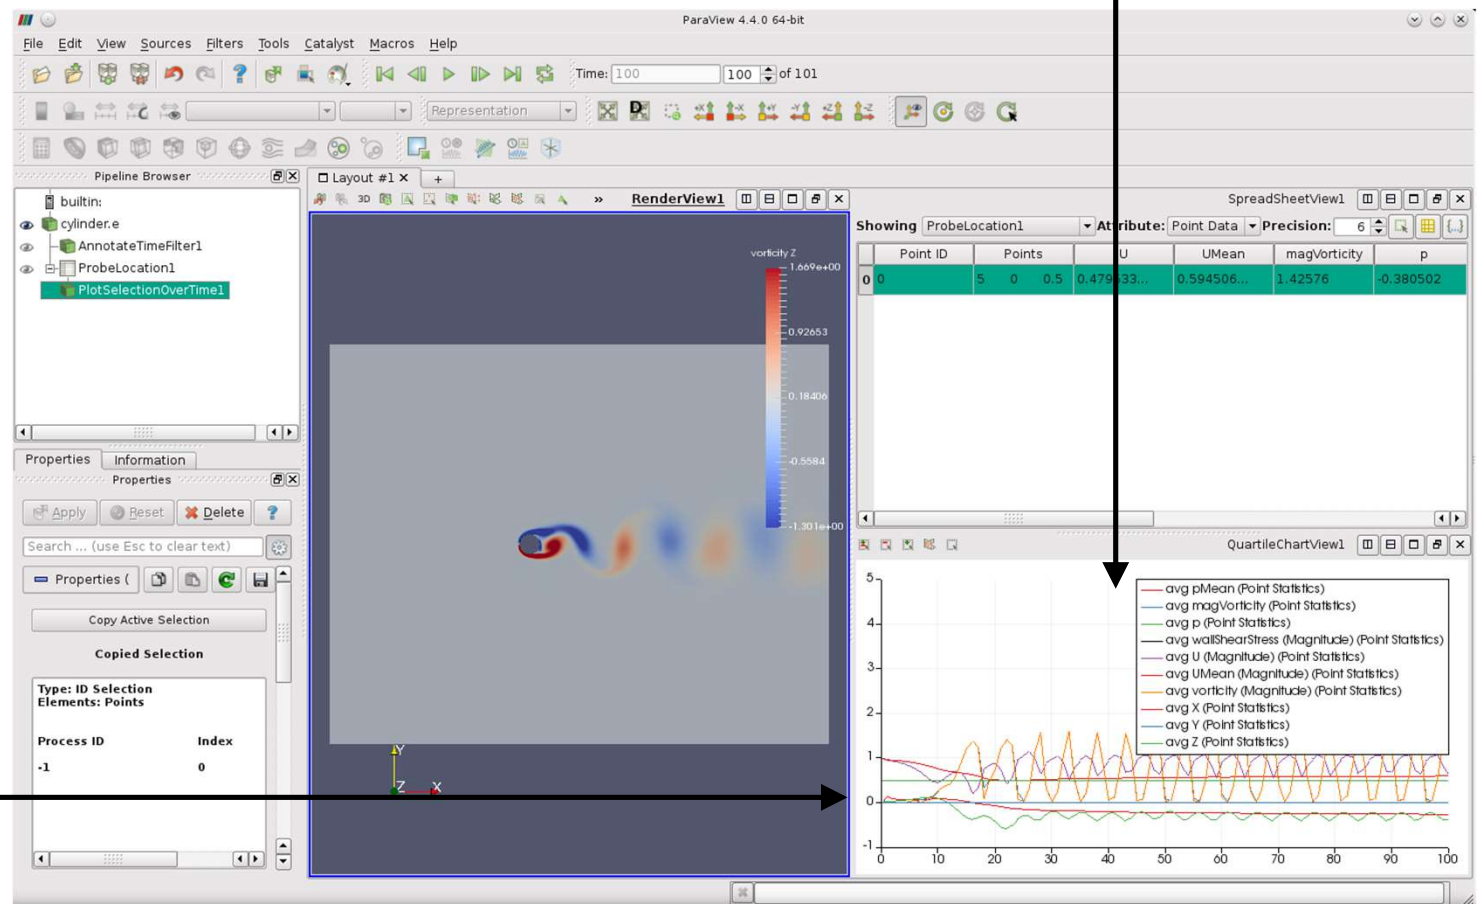 ParaView 4.4.0 64-bit
File Edit View Sources Filters Tools Catalyst Macros Help
Time: 100 100 of 101
Representation
Pipeline Browser
builtin:
cylinder.e
AnnotateTimeFilter1
ProbeLocation1
PlotSelectionOverTime1
Properties Information
Properties
Apply Reset Delete ?
Search ... (use Esc to clear text)
Properties (
Copy Active Selection
Copied Selection
Type: ID Selection
Elements: Points
Process ID Index
-1 0
Layout #1 × +
3D » RenderView1
vorticity Z
1.669e+00
0.92653
0.18406
-0.5584
-1.301e+00
Y
Z X
SpreadSheetView1
Showing ProbeLocation1 Attribute: Point Data Precision: 6 {..}
Point ID Points U UMean magVorticity p
0 0 5 0 0.5 0.479533... 0.594506... 1.42576 -0.380502
QuartileChartView1
avg pMean (Point Statistics)
avg magVorticity (Point Statistics)
avg p (Point Statistics)
avg wallShearStress (Magnitude) (Point Statistics)
avg U (Magnitude) (Point Statistics)
avg UMean (Magnitude) (Point Statistics)
avg vorticity (Magnitude) (Point Statistics)
avg X (Point Statistics)
avg Y (Point Statistics)
avg Z (Point Statistics)
5
4
3
2
1
0
-1
0 10 20 30 40 50 60 70 80 90 100